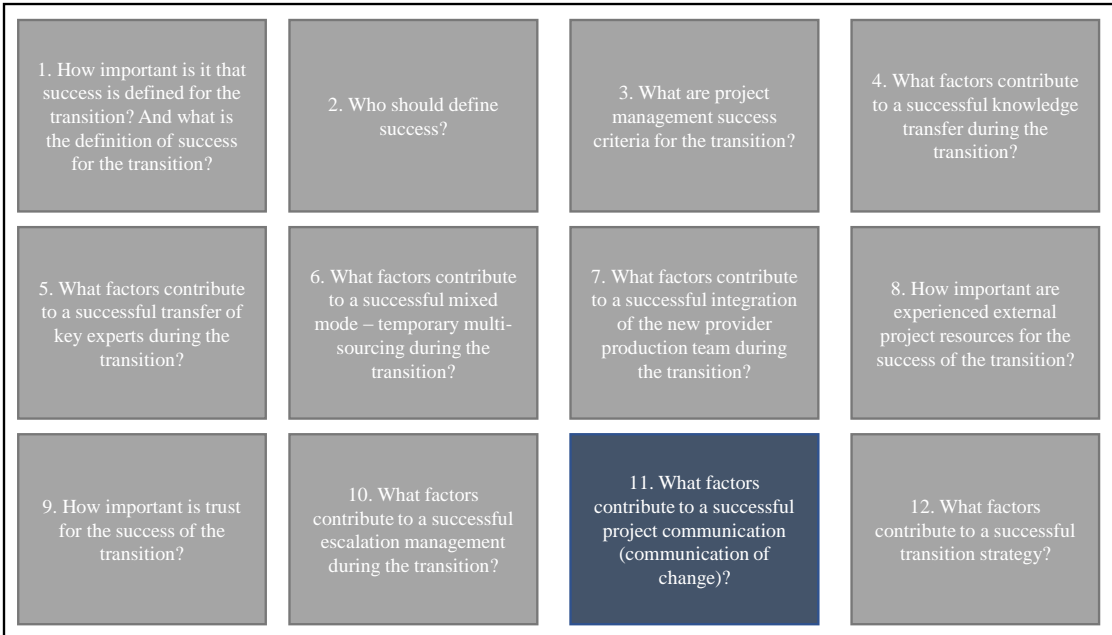 1. How important is it that
success is defined for the
transition? And what is
the definition of success
for the transition?
2. Who should define
success?
3. What are project
management success
criteria for the transition?
4. What factors contribute
to a successful knowledge
transfer during the
transition?
5. What factors contribute
to a successful transfer of
key experts during the
transition?
6. What factors contribute
to a successful mixed
mode – temporary multi-
sourcing during the
transition?
7. What factors contribute
to a successful integration
of the new provider
production team during
the transition?
8. How important are
experienced external
project resources for the
success of the transition?
9. How important is trust
for the success of the
transition?
10. What factors
contribute to a successful
escalation management
during the transition?
11. What factors
contribute to a successful
project communication
(communication of
change)?
12. What factors
contribute to a successful
transition strategy?